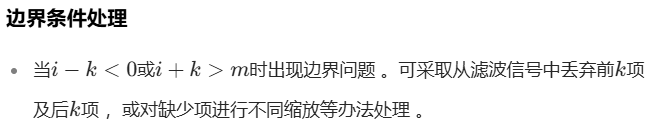 边界条件处理
• 当i − k < 0或i + k > m时出现边界问题 。可采取从滤波信号中丢弃前k项
及后k项 ，或对缺少项进行不同缩放等办法处理 。